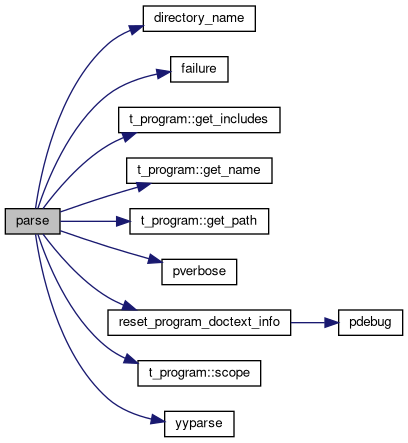 directory_name
failure
t_program::get_includes
t_program::get_name
parse
t_program::get_path
pverbose
reset_program_doctext_info
pdebug
t_program::scope
yyparse